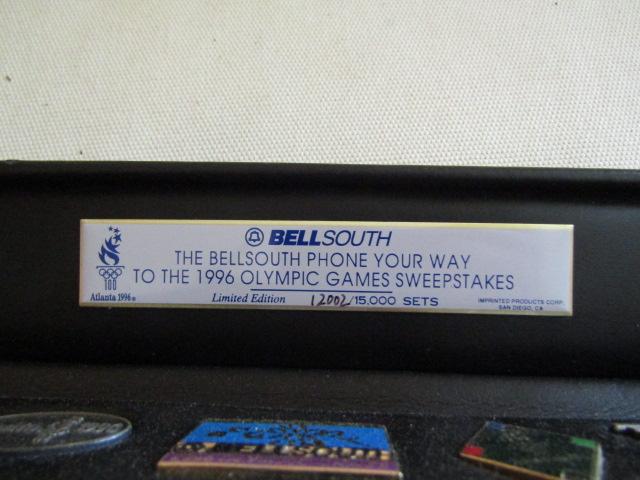 BELLSOUTH
THE BELLSOUTH PHONE YOUR WAY
TO THE 1996 OLYMPIC GAMES SWEEPSTAKES
Atlanta 1996®
Limited Edition 12002/15,000 SETS
IMPRINTED PRODUCTS CORP.
SAN DIEGO, CA